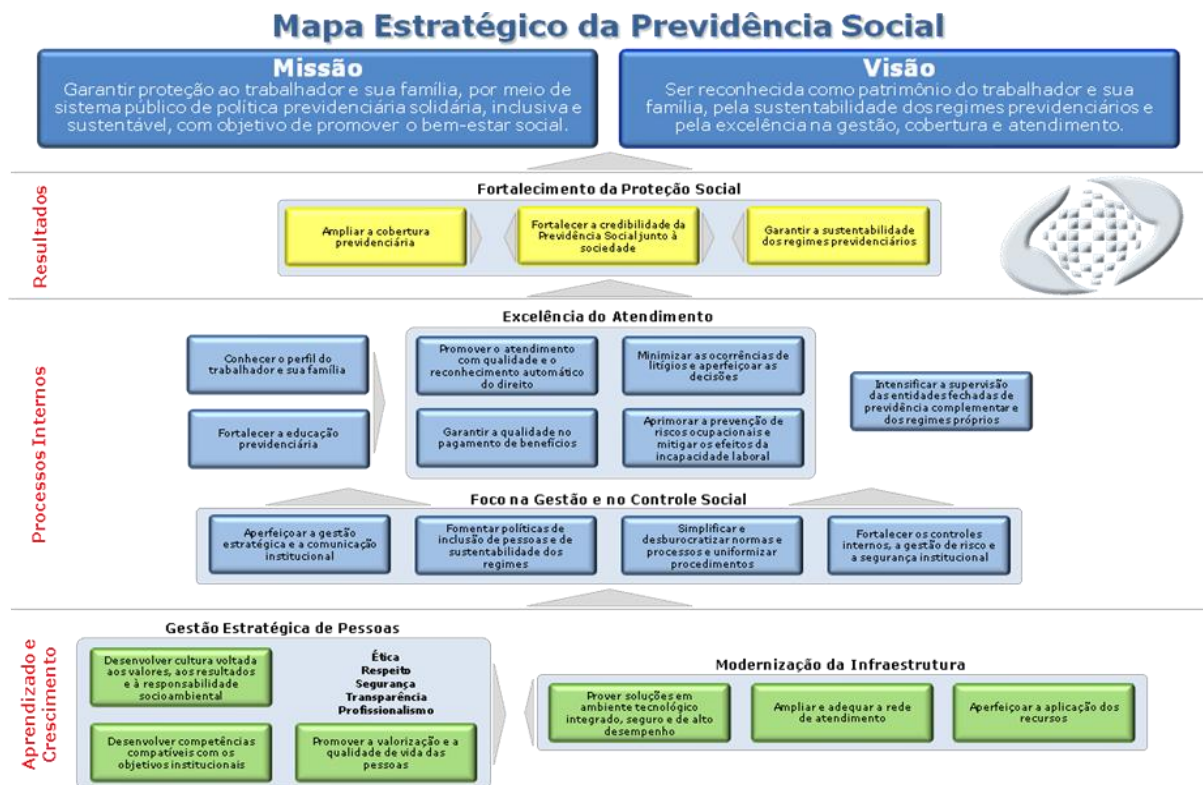 Mapa Estratégico da Previdência Social
Missão
Garantir proteção ao trabalhador e sua família, por meio de
sistema público de política previdenciária solidária, inclusiva e
sustentável, com objetivo de promover o bem-estar social.
Visão
Ser reconhecida como patrimônio do trabalhador e sua
família, pela sustentabilidade dos regimes previdenciários e
pela excelência na gestão, cobertura e atendimento.
Resultados
Fortalecimento da Proteção Social
Ampliar a cobertura
previdenciária
Fortalecer a credibilidade da
Previdência Social junto à
sociedade
Garantir a sustentabilidade
dos regimes previdenciários
Processos Internos
Excelência do Atendimento
Conhecer o perfil do
trabalhador e sua família
Fortalecer a educação
previdenciária
Promover o atendimento
com qualidade e o
reconhecimento automático
do direito
Minimizar as ocorrências de
litígios e aperfeiçoar as
decisões
Garantir a qualidade no
pagamento de benefícios
Aprimorar a prevenção de
riscos ocupacionais e
mitigar os efeitos da
incapacidade laboral
Intensificar a supervisão
das entidades fechadas de
previdência complementar e
dos regimes próprios
Foco na Gestão e no Controle Social
Aperfeiçoar a gestão
estratégica e a comunicação
institucional
Fomentar políticas de
inclusão de pessoas e de
sustentabilidade dos
regimes
Simplificar e
desburocratizar normas e
processos e uniformizar
procedimentos
Fortalecer os controles
internos, a gestão de risco e
a segurança institucional
Aprendizado e
Crescimento
Gestão Estratégica de Pessoas
Desenvolver cultura voltada
aos valores, aos resultados
e à responsabilidade
socioambiental
Ética
Respeito
Segurança
Transparência
Profissionalismo
Desenvolver competências
compatíveis com os
objetivos institucionais
Promover a valorização e a
qualidade de vida das
pessoas
Modernização da Infraestrutura
Prover soluções em
ambiente tecnológico
integrado, seguro e de alto
desempenho
Ampliar e adequar a rede
de atendimento
Aperfeiçoar a aplicação dos
recursos